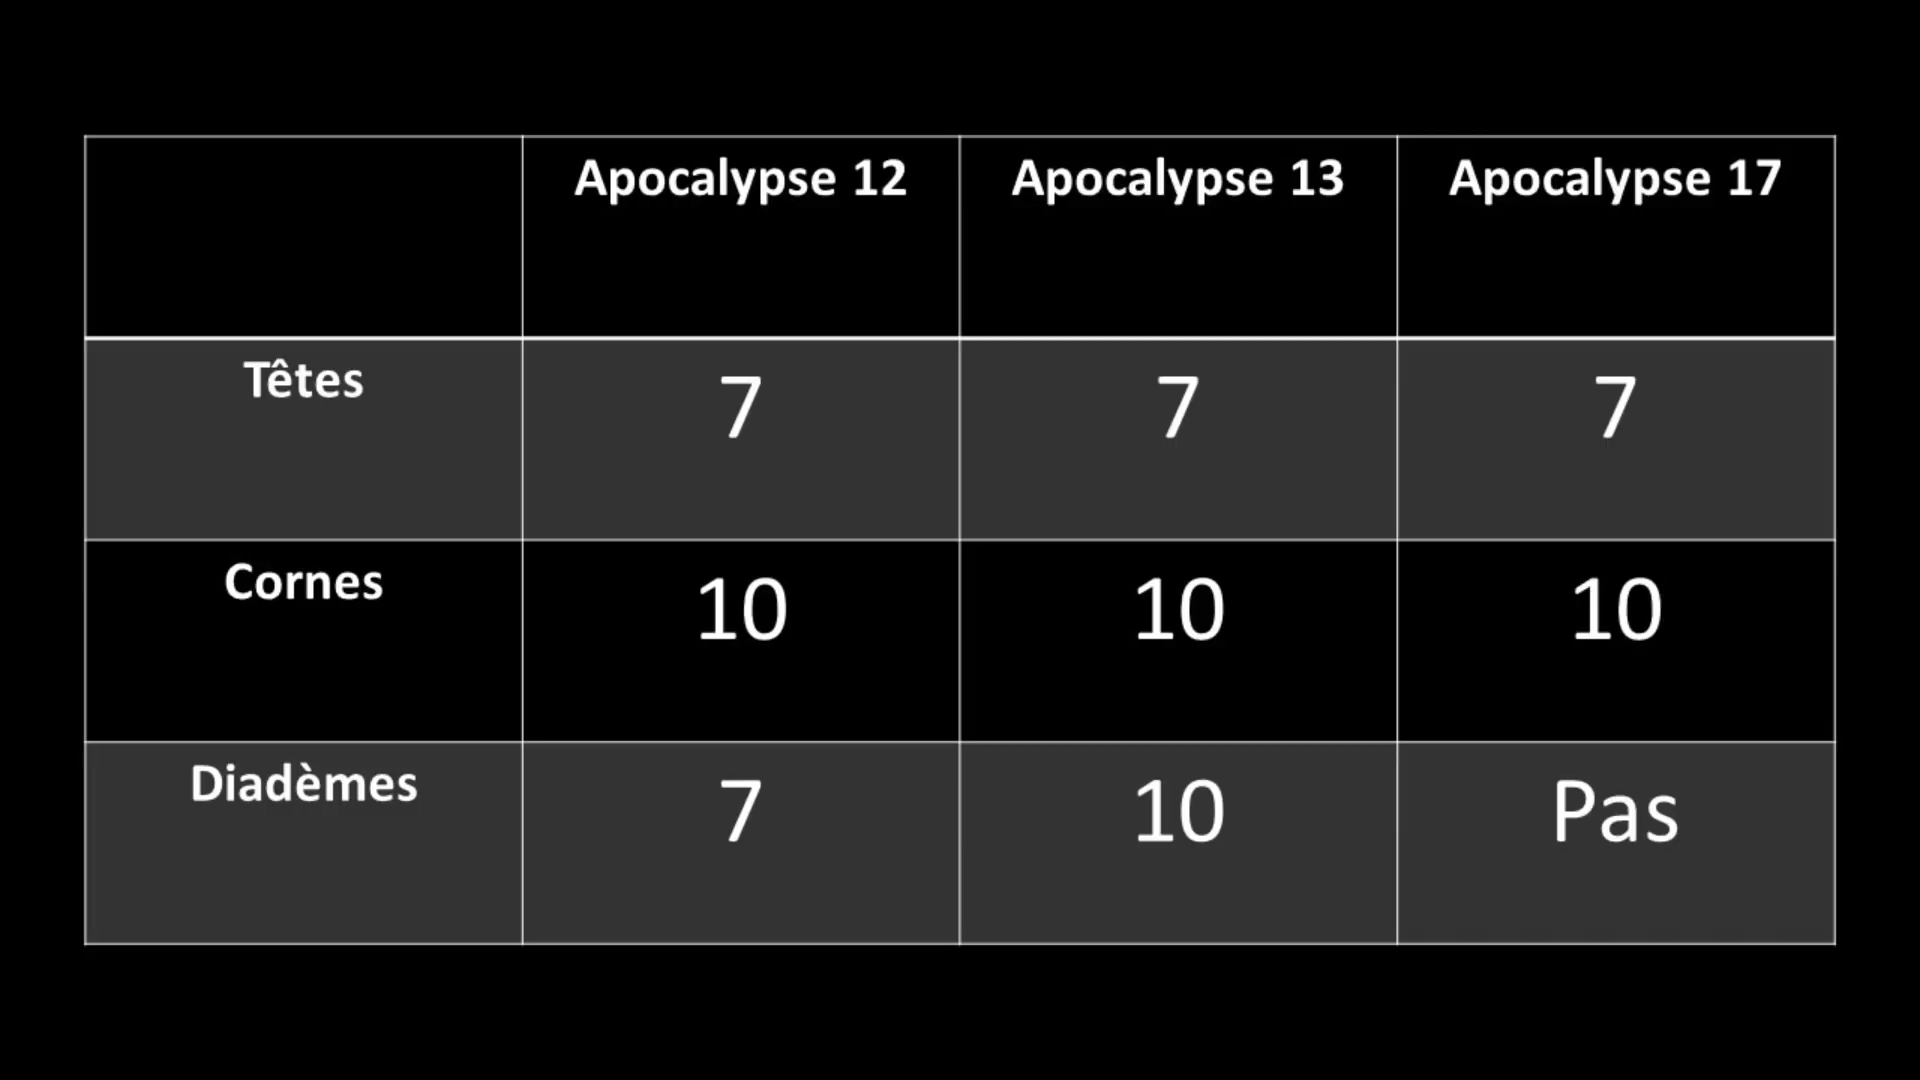 Apocalypse 12 Apocalypse 13 Apocalypse 17
Têtes 7 7 7
Cornes 10 10 10
Diadèmes 7 10 Pas